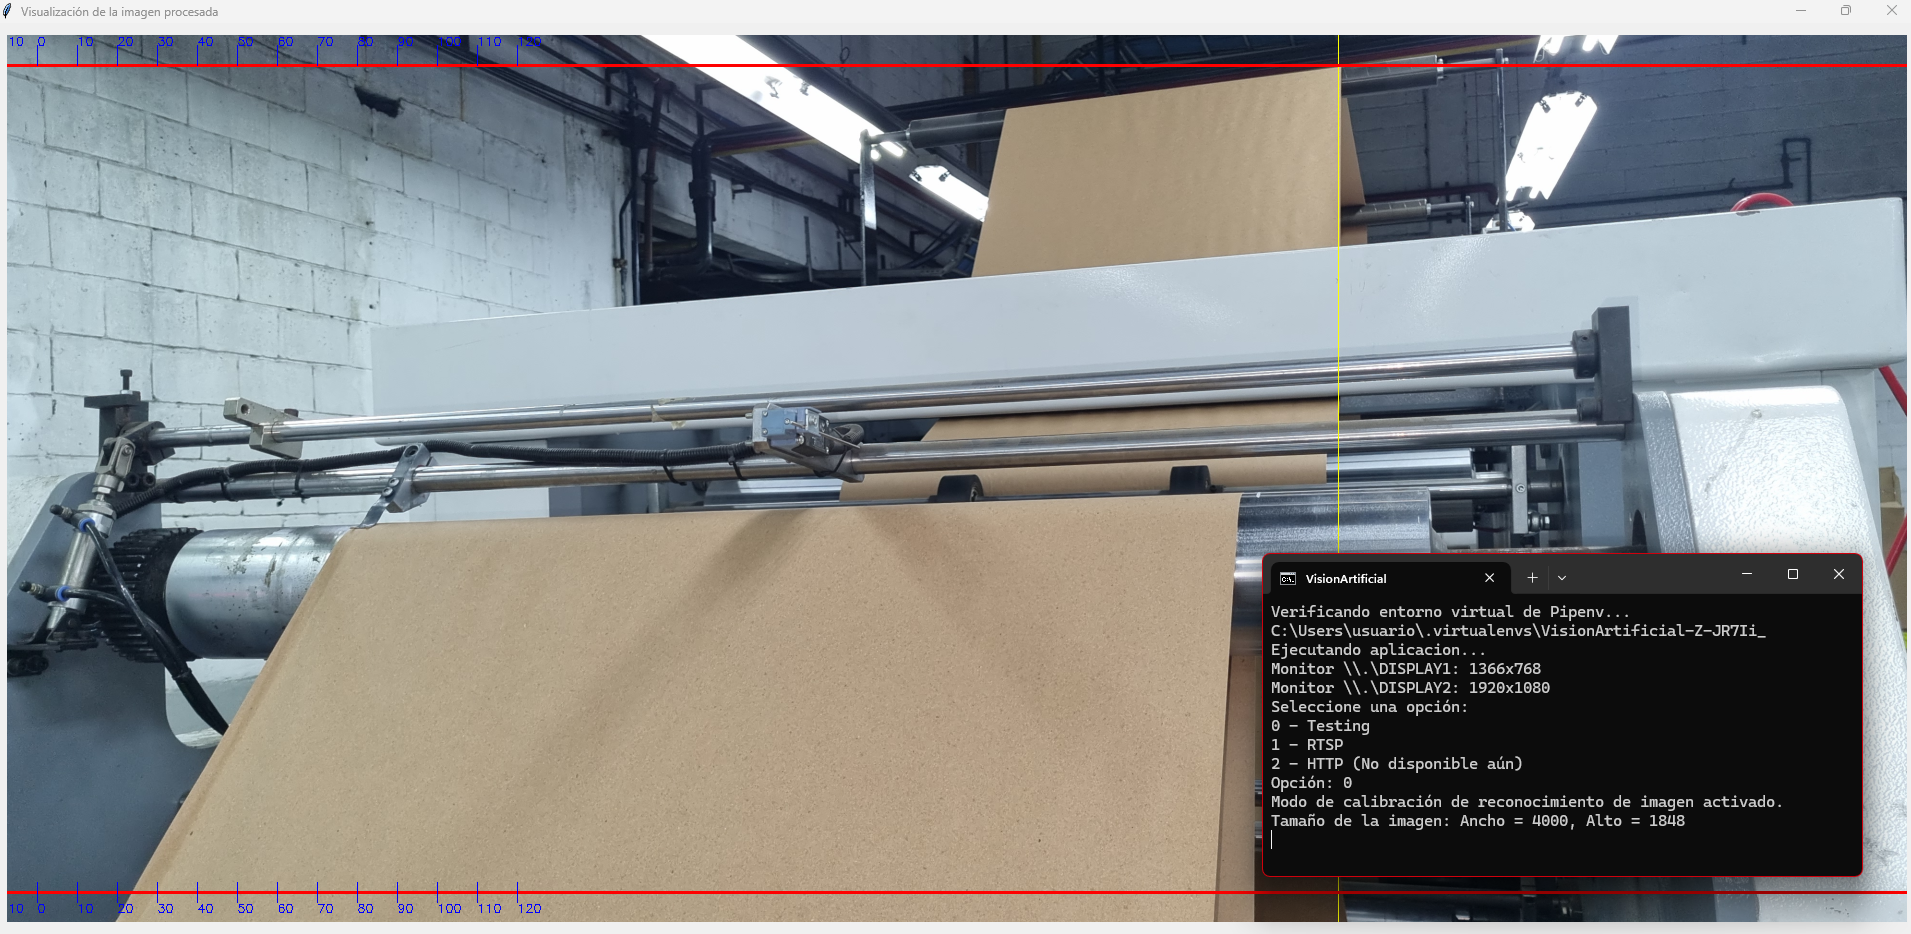 Visualización de la imagen procesada
10 0 10 20 30 40 50 60 70 80 90 100 110 120
VisionArtificial
Verificando entorno virtual de Pipenv...
C:\Users\usuario\.virtualenvs\VisionArtificial-Z-JR7Ii_
Ejecutando aplicacion...
Monitor \\.\DISPLAY1: 1366x768
Monitor \\.\DISPLAY2: 1920x1080
Seleccione una opción:
0 - Testing
1 - RTSP
2 - HTTP (No disponible aún)
Opción: 0
Modo de calibración de reconocimiento de imagen activado.
Tamaño de la imagen: Ancho = 4000, Alto = 1848
10 0 10 20 30 40 50 60 70 80 90 100 110 120